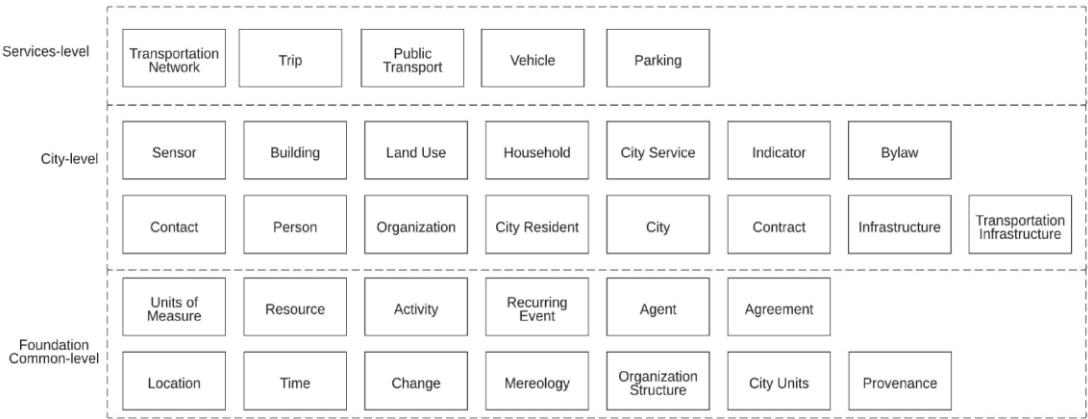 Services-level
Transportation
Network
Trip
Public
Transport
Vehicle
Parking
City-level
Sensor
Building
Land Use
Household
City Service
Indicator
Bylaw
Contact
Person
Organization
City Resident
City
Contract
Infrastructure
Transportation
Infrastructure
Foundation
Common-level
Units of
Measure
Resource
Activity
Recurring
Event
Agent
Agreement
Location
Time
Change
Mereology
Organization
Structure
City Units
Provenance